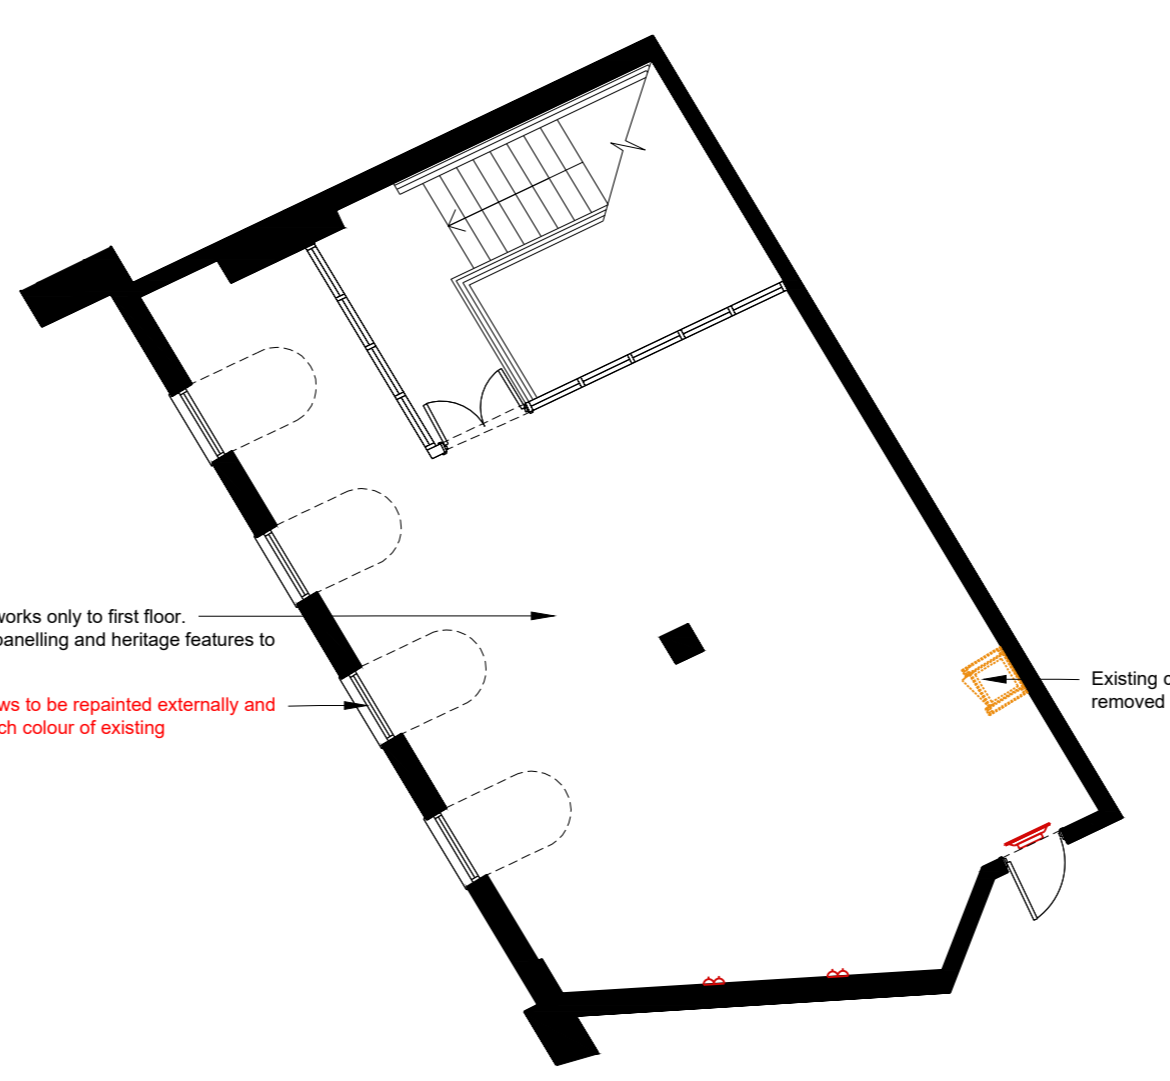 works only to first floor.
panelling and heritage features to
ws to be repainted externally and
ch colour of existing
Existing
removed